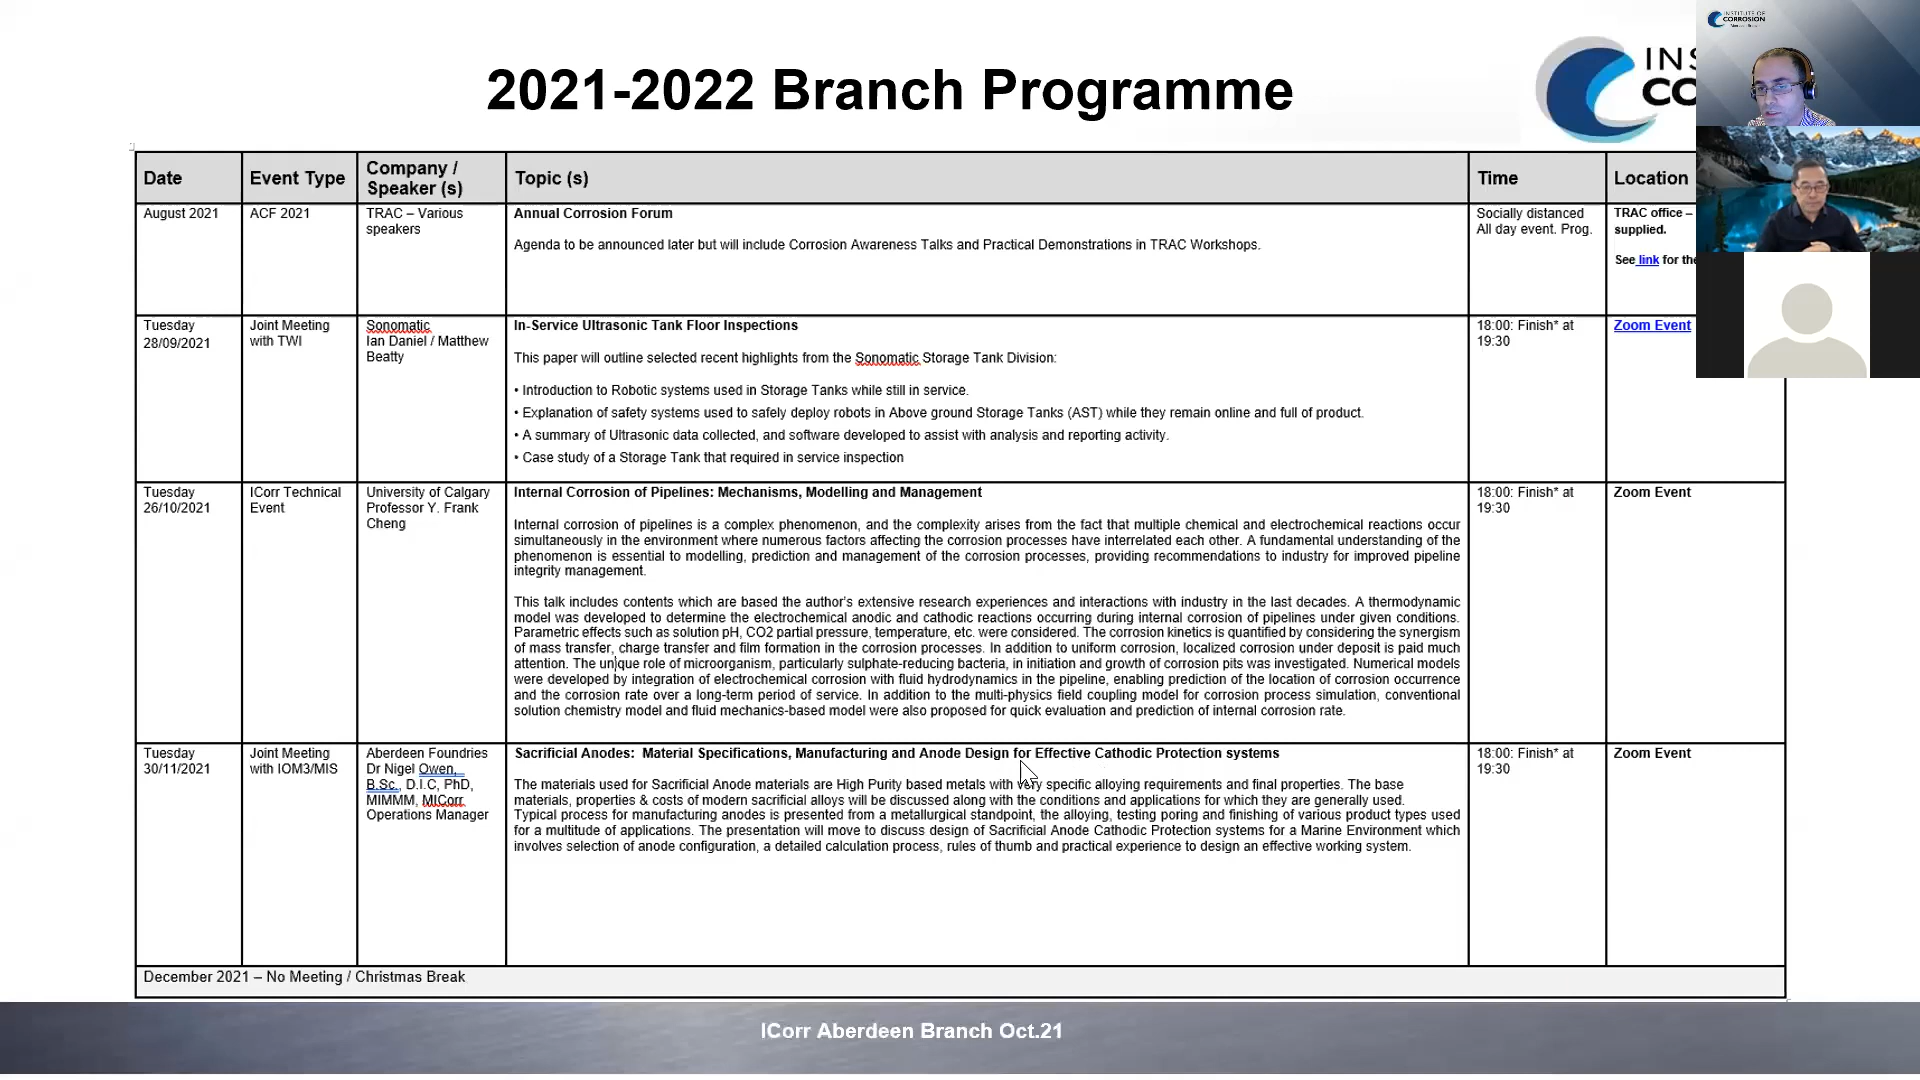 2021-2022 Branch Programme
INS
CO
INSTITUTE OF
CORROSION
Date
Event Type
Company /
Speaker (s)
Topic (s)
Time
Location
August 2021
ACF 2021
TRAC – Various
speakers
Annual Corrosion Forum
Agenda to be announced later but will include Corrosion Awareness Talks and Practical Demonstrations in TRAC Workshops.
Socially distanced
All day event. Prog.
TRAC office –
supplied.
See link for the
Tuesday
28/09/2021
Joint Meeting
with TWI
Sonomatic
Ian Daniel / Matthew
Beatty
In-Service Ultrasonic Tank Floor Inspections
This paper will outline selected recent highlights from the Sonomatic Storage Tank Division:
• Introduction to Robotic systems used in Storage Tanks while still in service.
• Explanation of safety systems used to safely deploy robots in Above ground Storage Tanks (AST) while they remain online and full of product.
• A summary of Ultrasonic data collected, and software developed to assist with analysis and reporting activity.
• Case study of a Storage Tank that required in service inspection
18:00: Finish* at
19:30
Zoom Event
Tuesday
26/10/2021
ICorr Technical
Event
University of Calgary
Professor Y. Frank
Cheng
Internal Corrosion of Pipelines: Mechanisms, Modelling and Management
Internal corrosion of pipelines is a complex phenomenon, and the complexity arises from the fact that multiple chemical and electrochemical reactions occur
simultaneously in the environment where numerous factors affecting the corrosion processes have interrelated each other. A fundamental understanding of the
phenomenon is essential to modelling, prediction and management of the corrosion processes, providing recommendations to industry for improved pipeline
integrity management.
This talk includes contents which are based the author's extensive research experiences and interactions with industry in the last decades. A thermodynamic
model was developed to determine the electrochemical anodic and cathodic reactions occurring during internal corrosion of pipelines under given conditions.
Parametric effects such as solution pH, CO2 partial pressure, temperature, etc. were considered. The corrosion kinetics is quantified by considering the synergism
of mass transfer, charge transfer and film formation in the corrosion processes. In addition to uniform corrosion, localized corrosion under deposit is paid much
attention. The unique role of microorganism, particularly sulphate-reducing bacteria, in initiation and growth of corrosion pits was investigated. Numerical models
were developed by integration of electrochemical corrosion with fluid hydrodynamics in the pipeline, enabling prediction of the location of corrosion occurrence
and the corrosion rate over a long-term period of service. In addition to the multi-physics field coupling model for corrosion process simulation, conventional
solution chemistry model and fluid mechanics-based model were also proposed for quick evaluation and prediction of internal corrosion rate.
18:00: Finish* at
19:30
Zoom Event
Tuesday
30/11/2021
Joint Meeting
with IOM3/MIS
Aberdeen Foundries
Dr Nigel Owen,
B.Sc., D.I.C, PhD,
MIMMM, MICorr
Operations Manager
Sacrificial Anodes: Material Specifications, Manufacturing and Anode Design for Effective Cathodic Protection systems
The materials used for Sacrificial Anode materials are High Purity based metals with very specific alloying requirements and final properties. The base
materials, properties & costs of modern sacrificial alloys will be discussed along with the conditions and applications for which they are generally used.
Typical process for manufacturing anodes is presented from a metallurgical standpoint, the alloying, testing poring and finishing of various product types used
for a multitude of applications. The presentation will move to discuss design of Sacrificial Anode Cathodic Protection systems for a Marine Environment which
involves selection of anode configuration, a detailed calculation process, rules of thumb and practical experience to design an effective working system.
18:00: Finish* at
19:30
Zoom Event
December 2021 – No Meeting / Christmas Break
ICorr Aberdeen Branch Oct.21